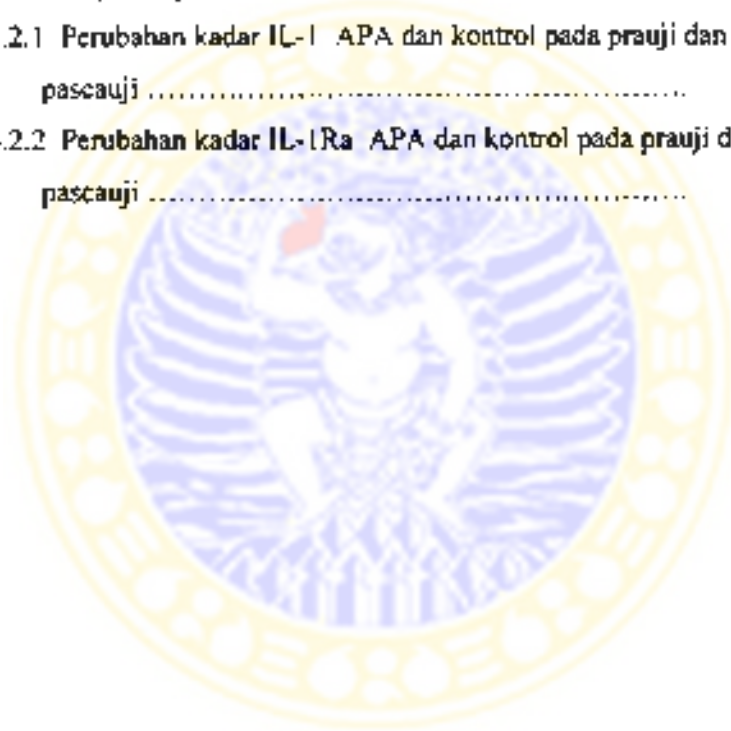 .2.1 Perubahan kadar IL-1 APA dan kontrol pada prauji dan
pascauji ................................................................
.2.2 Perubahan kadar IL-1Ra APA dan kontrol pada prauji d
pascauji ................................................................